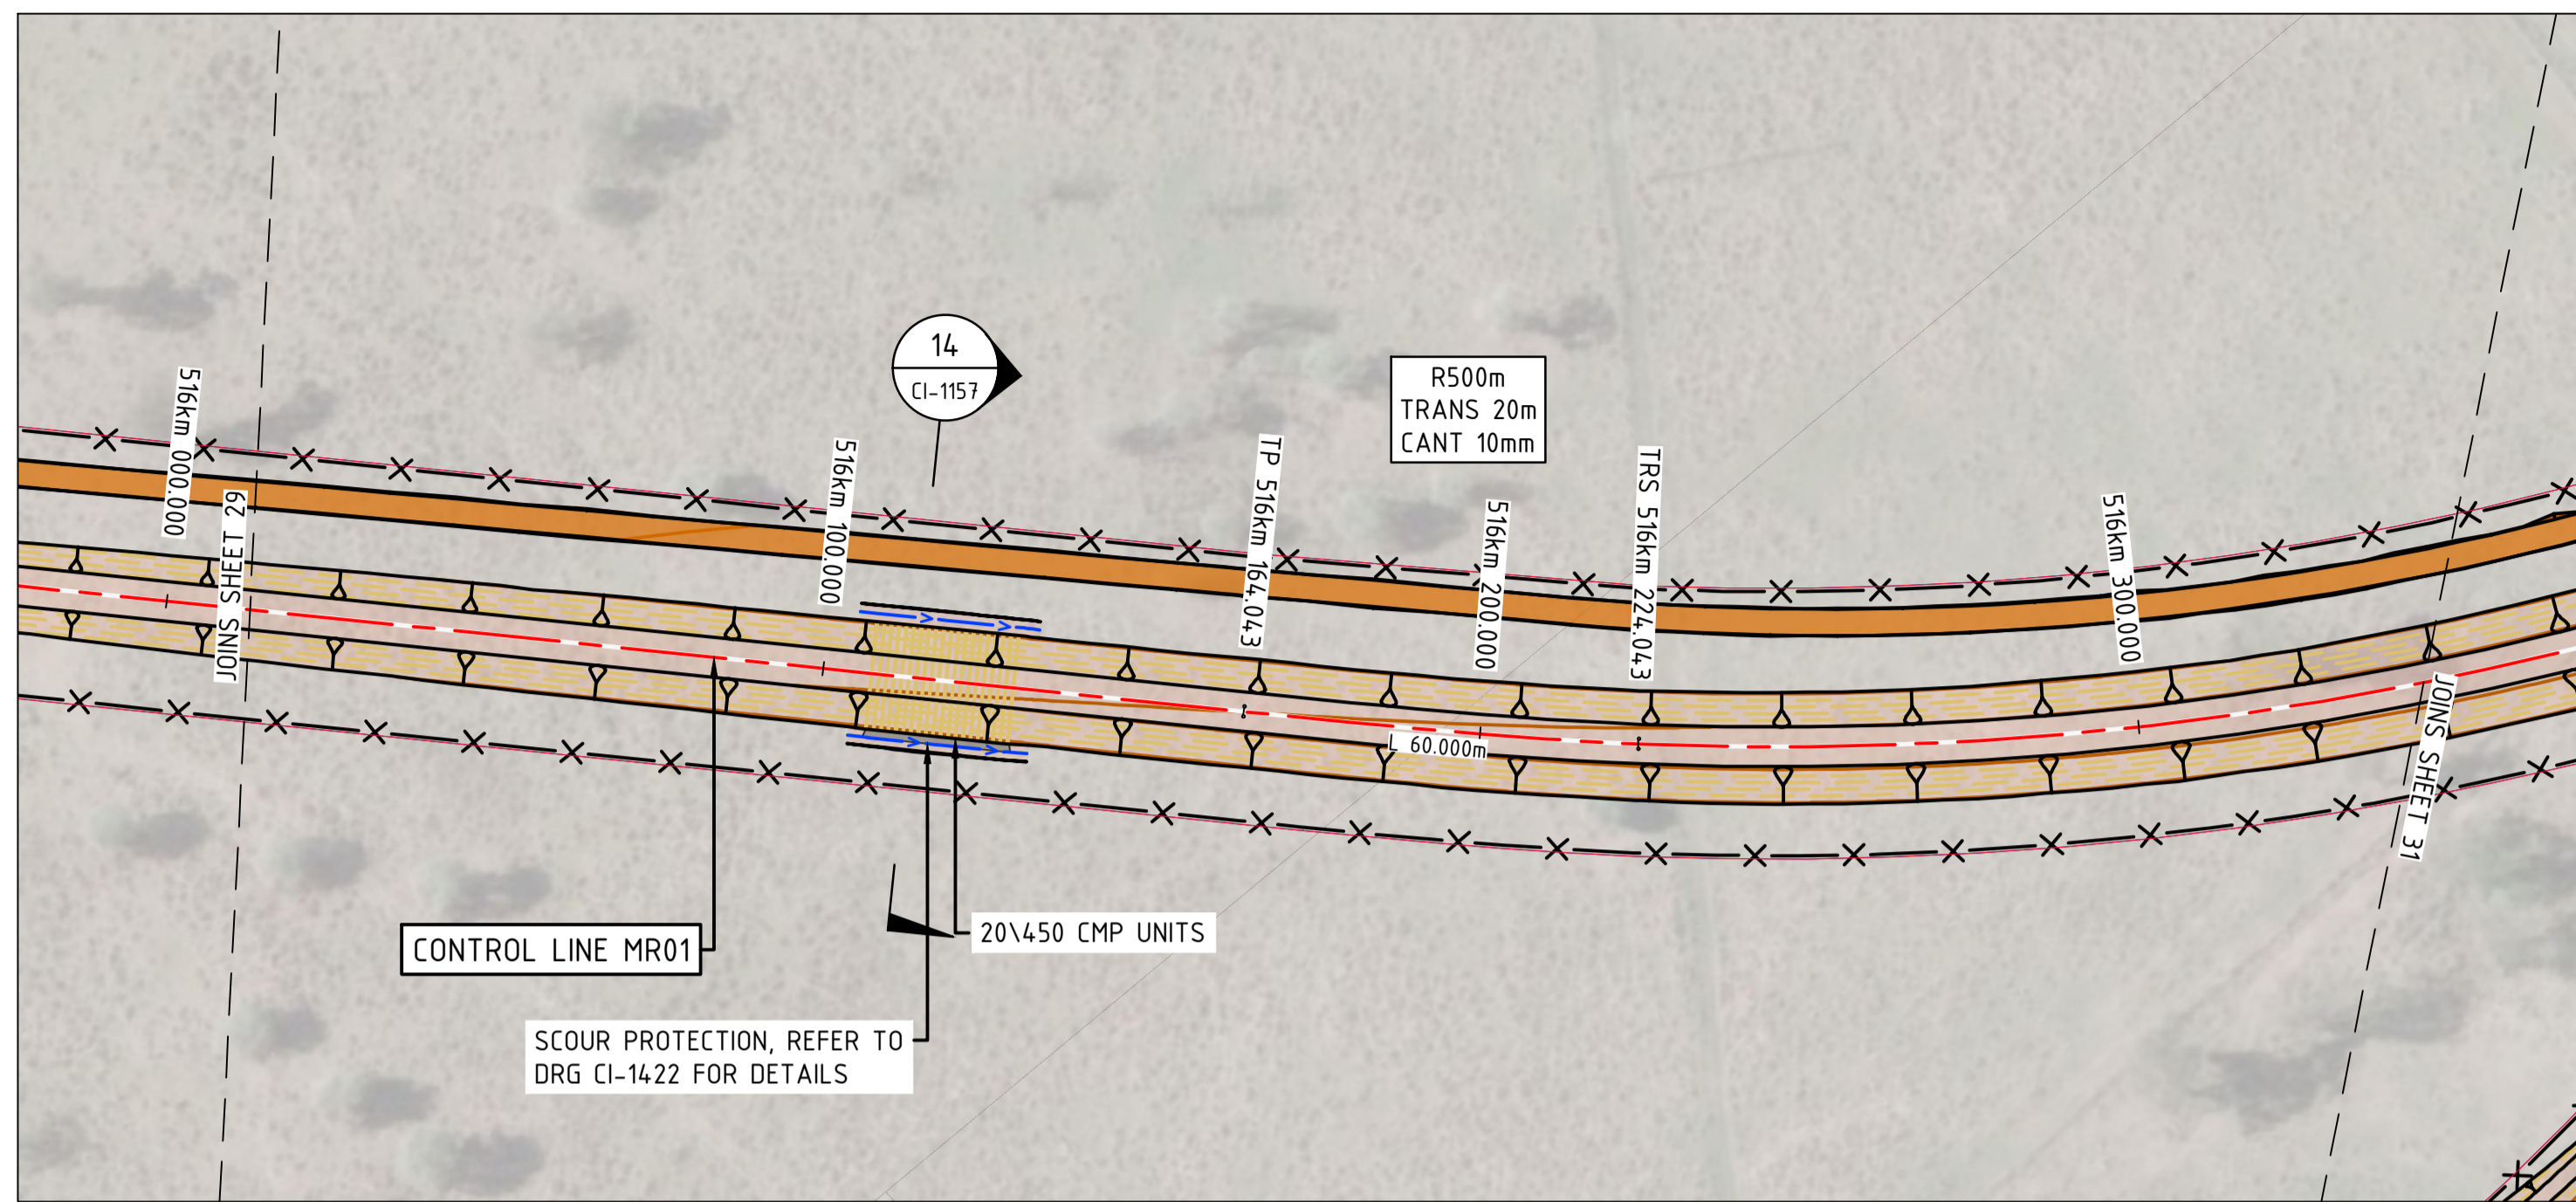 516km 000.000
JOINS SHEET 29
516km 100.000
14
CI-1157
TP 516km 164.043
R500m
TRANS 20m
CANT 10mm
516km 200.000
TRS 516km 224.043
L 60.000m
516km 300.000
JOINS SHEET 31
CONTROL LINE MR01
20\450 CMP UNITS
SCOUR PROTECTION, REFER TO
DRG CI-1422 FOR DETAILS